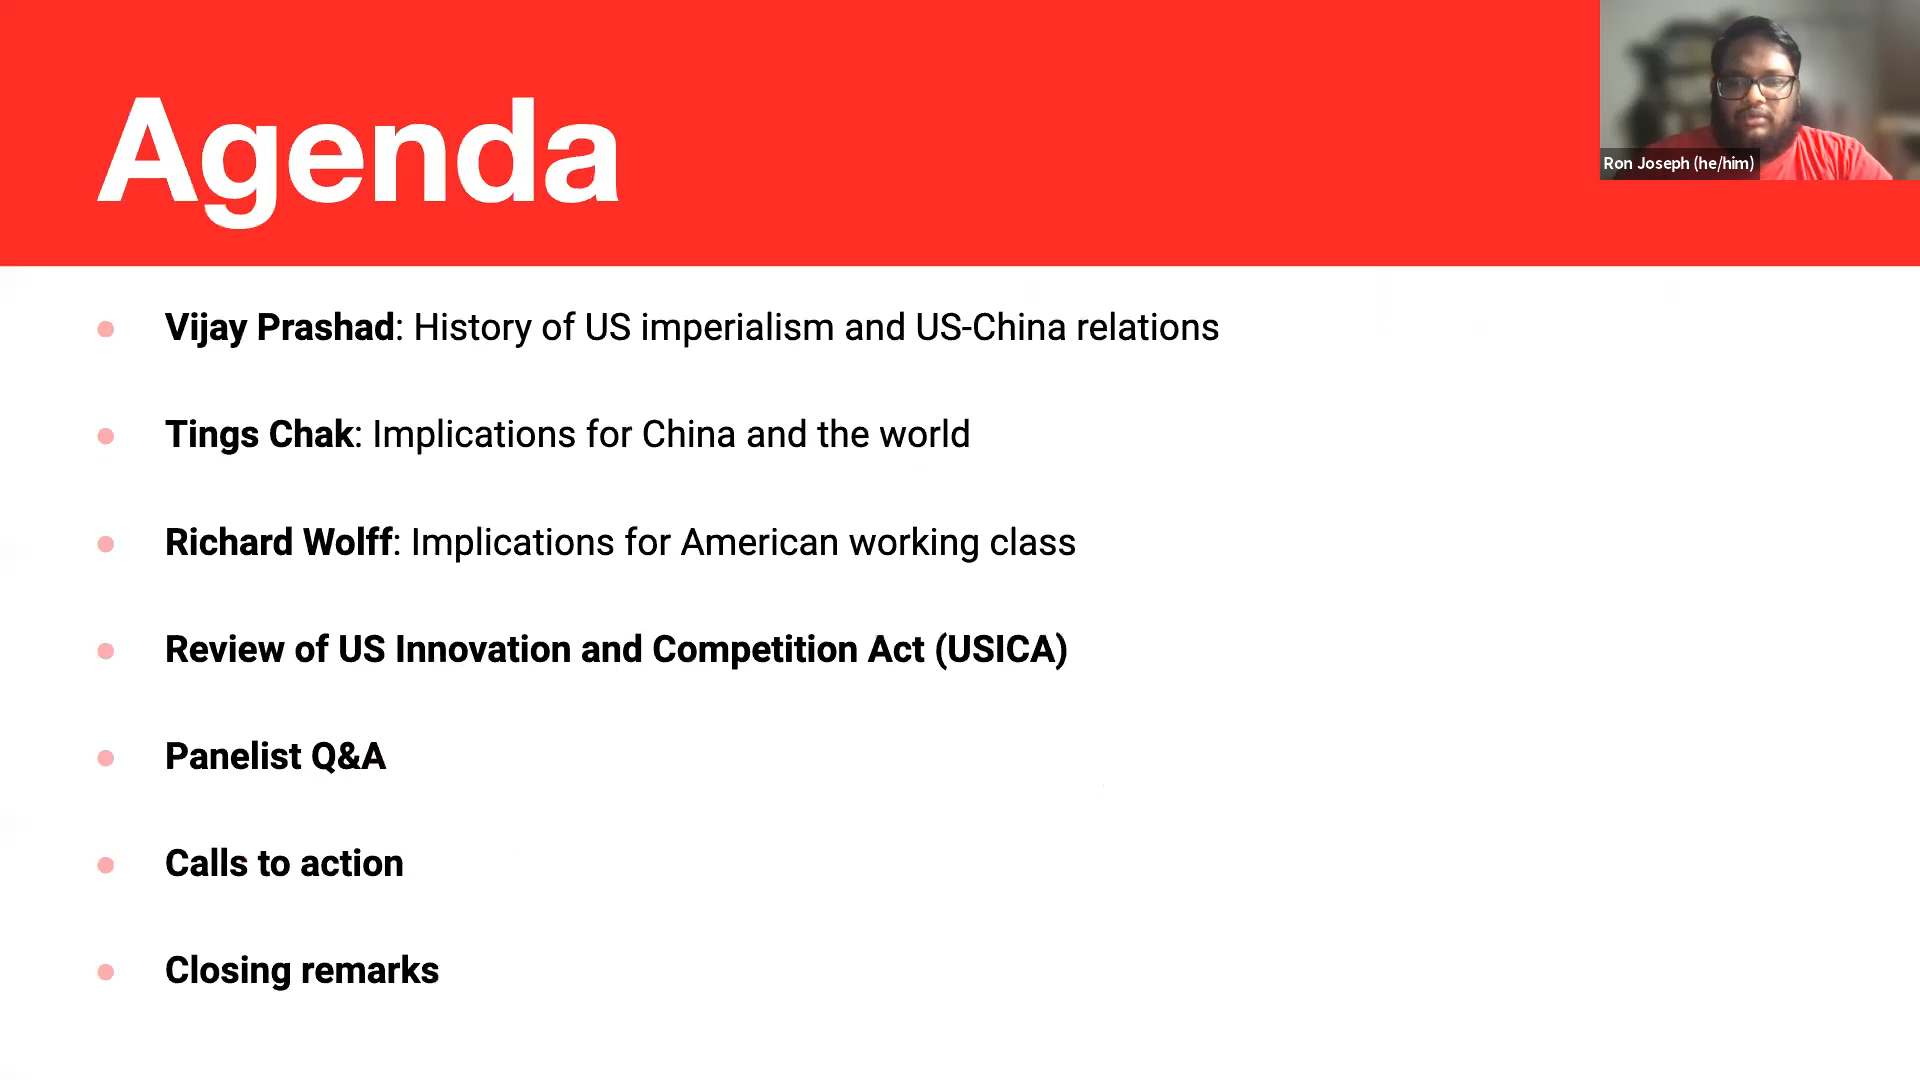 Agenda
Ron Joseph (he/him)
Vijay Prashad: History of US imperialism and US-China relations
Tings Chak: Implications for China and the world
Richard Wolff: Implications for American working class
Review of US Innovation and Competition Act (USICA)
Panelist Q&A
Calls to action
Closing remarks